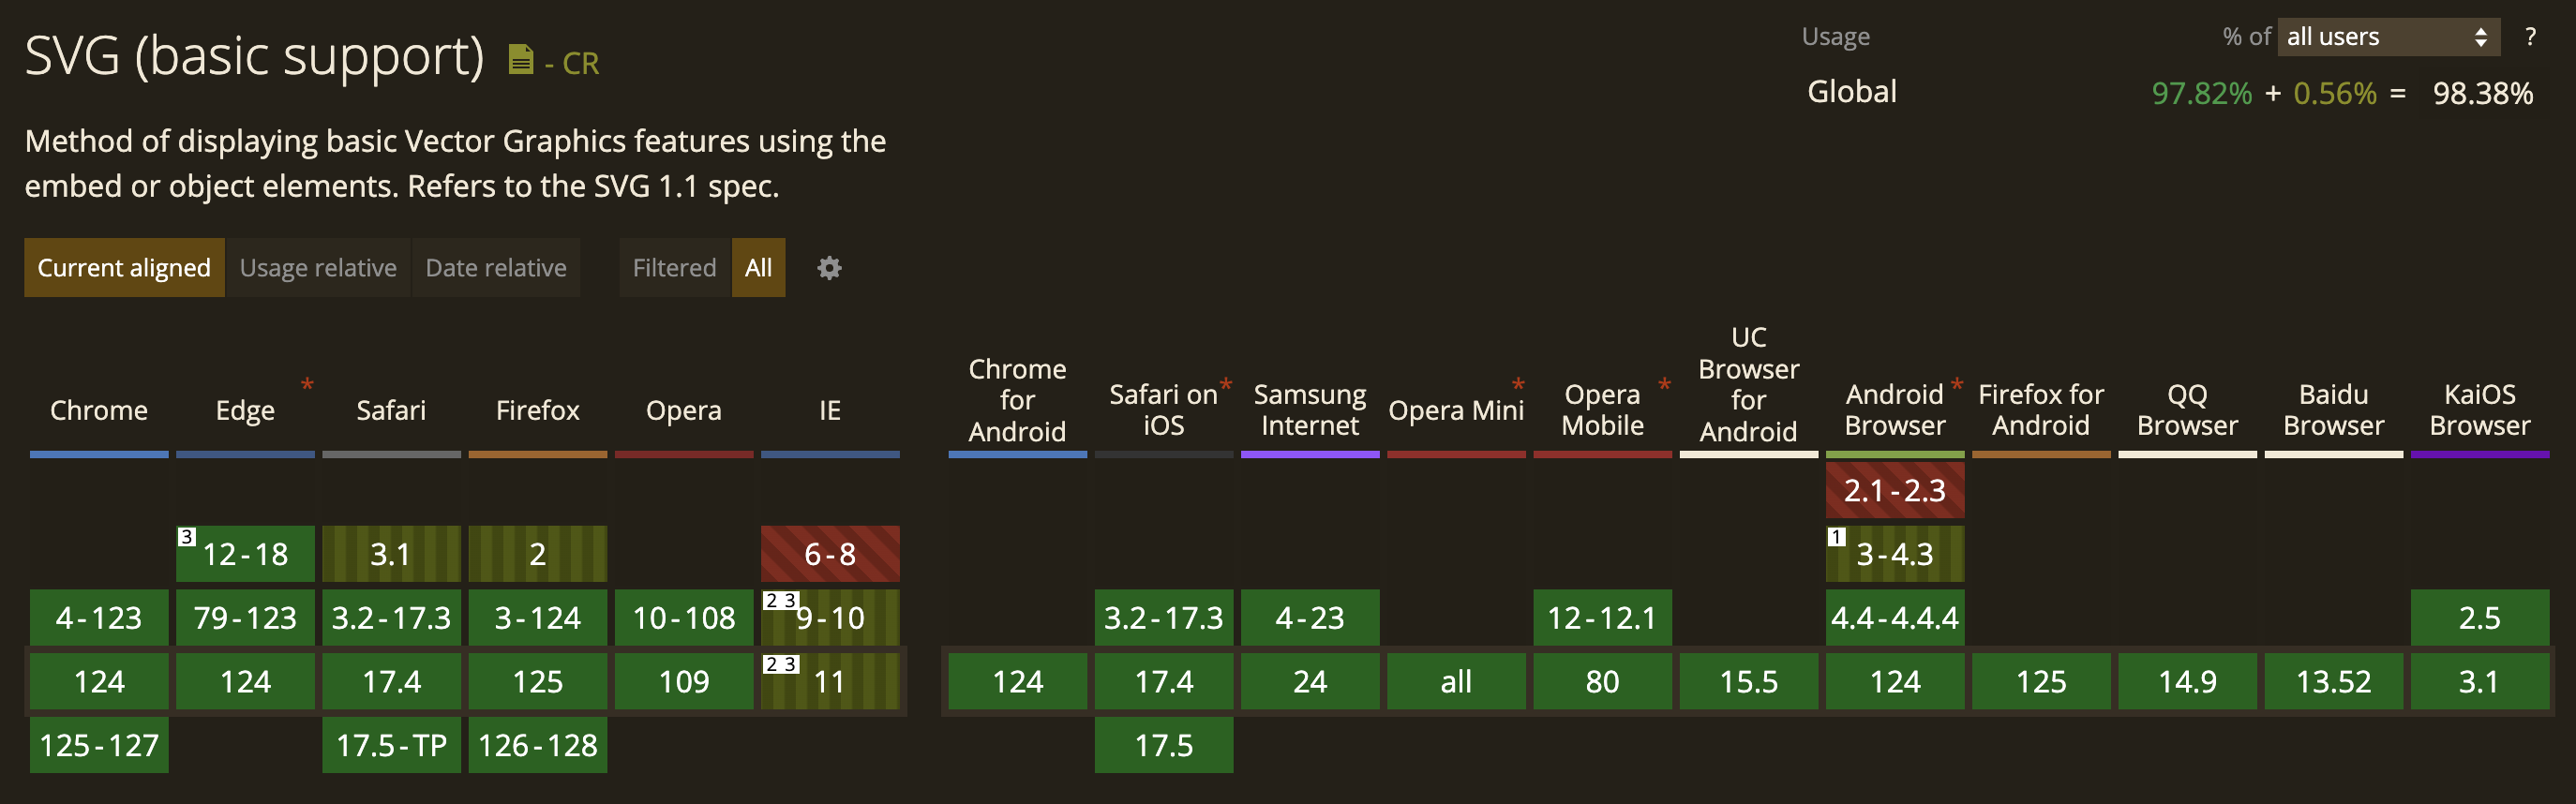 SVG (basic support) - CR
Usage % of all users ?
Global 97.82% + 0.56% = 98.38%
Method of displaying basic Vector Graphics features using the
embed or object elements. Refers to the SVG 1.1 spec.
Current aligned Usage relative Date relative Filtered All
Chrome
Edge *
Safari
Firefox
Opera
IE
Chrome
for
Android
Safari on *
iOS
Samsung
Internet
Opera Mini *
Opera *
Mobile
UC
Browser
for
Android
Android *
Browser
Firefox for
Android
QQ
Browser
Baidu
Browser
KaiOS
Browser
2.1-2.3
3 12-18 3.1 2 6-8 1 3-4.3
4-123 79-123 3.2-17.3 3-124 10-108 2 3 9-10 3.2-17.3 4-23 12-12.1 4.4-4.4.4 2.5
124 124 17.4 125 109 2 3 11 124 17.4 24 all 80 15.5 124 125 14.9 13.52 3.1
125-127 17.5-TP 126-128 17.5